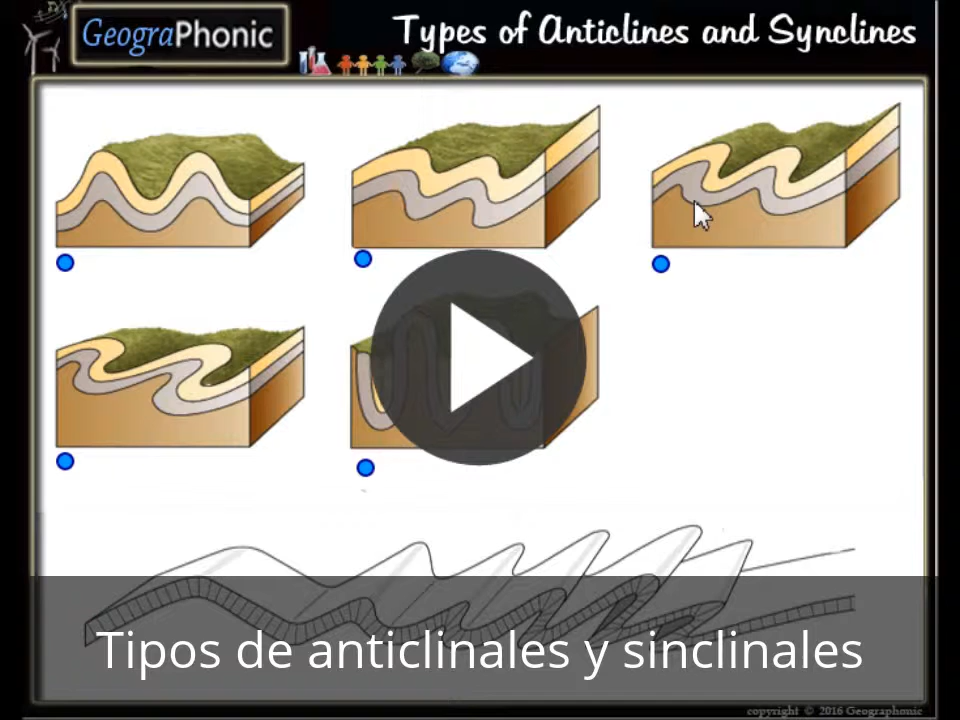 GeograPhonic
Types of Anticlines and Synclines
Tipos de anticlinales y sinclinales
copyright © 2016 Geographonic